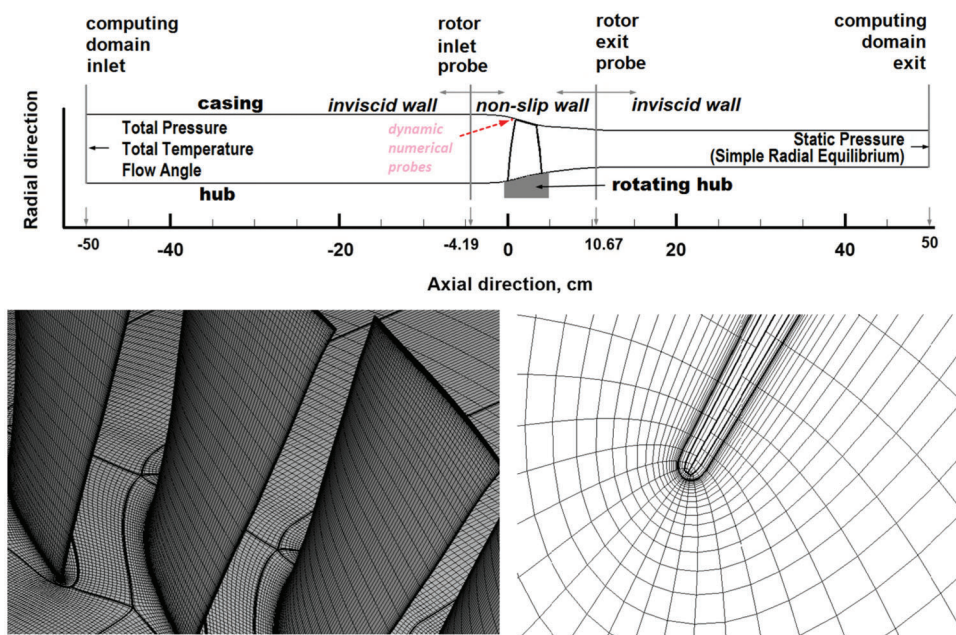 computing
domain
inlet
rotor
inlet
probe
rotor
exit
probe
computing
domain
exit
casing
inviscid wall
non-slip wall
inviscid wall
Total Pressure
Total Temperature
Flow Angle
dynamic
numerical
probes
Static Pressure
(Simple Radial Equilibrium)
hub
rotating hub
Radial direction
-50
-20
-4.19
0
10.67
20
40
50
Axial direction, cm